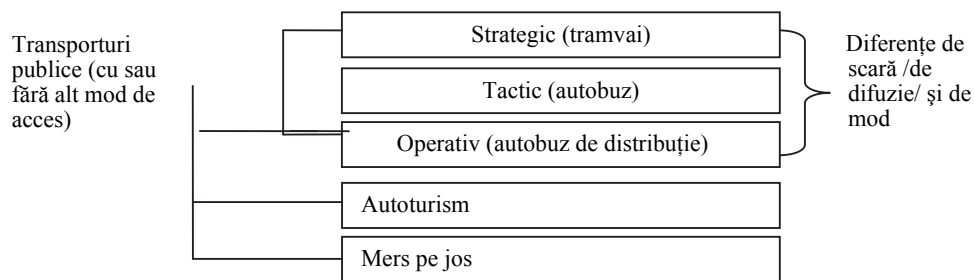 Transporturi
publice (cu sau
fără alt mod de
acces)
Strategic (tramvai)
Tactic (autobuz)
Operativ (autobuz de distribuție)
Autoturism
Mers pe jos
Diferențe de
scară /de
difuzie/ şi de
mod